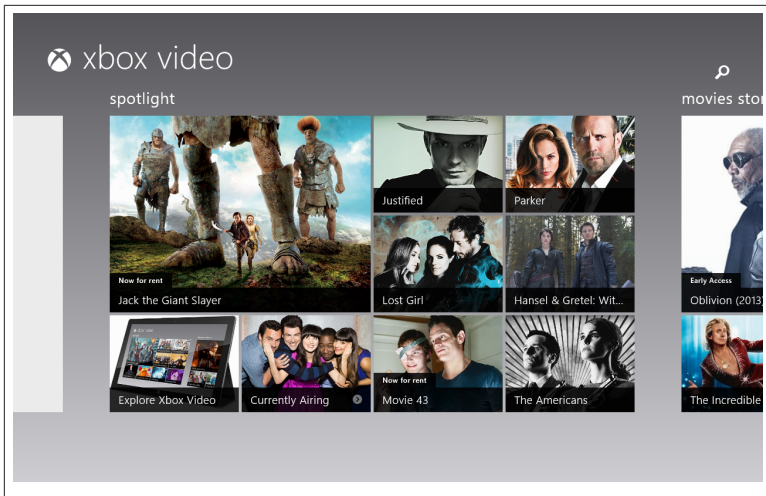 xbox video
spotlight
movies stor
Justified
Parker
Now for rent
Jack the Giant Slayer
Lost Girl
Hansel & Gretel: Wit...
Early Access
Oblivion (2013)
Explore Xbox Video
Currently Airing
Now for rent
Movie 43
The Americans
The Incredible